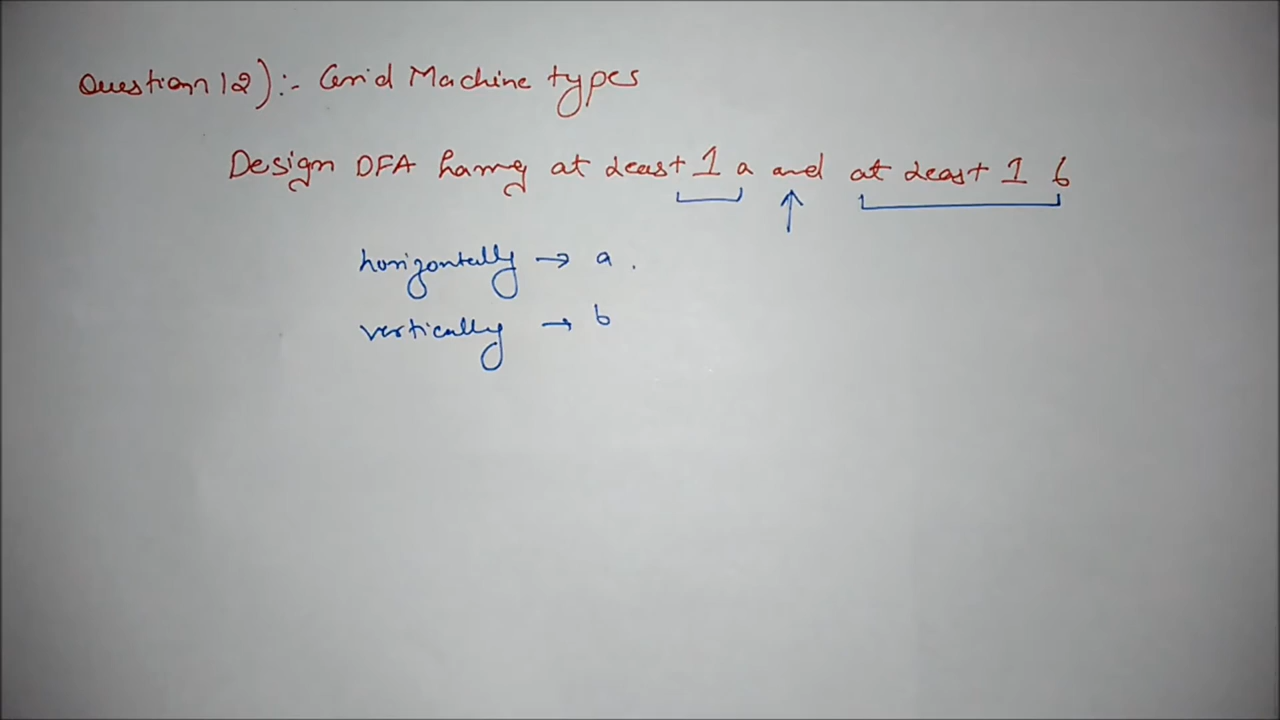 Question 12):- Grid Machine types
Design DFA having at least 1 a and at least 1 b
horizontally → a .
vertically → b